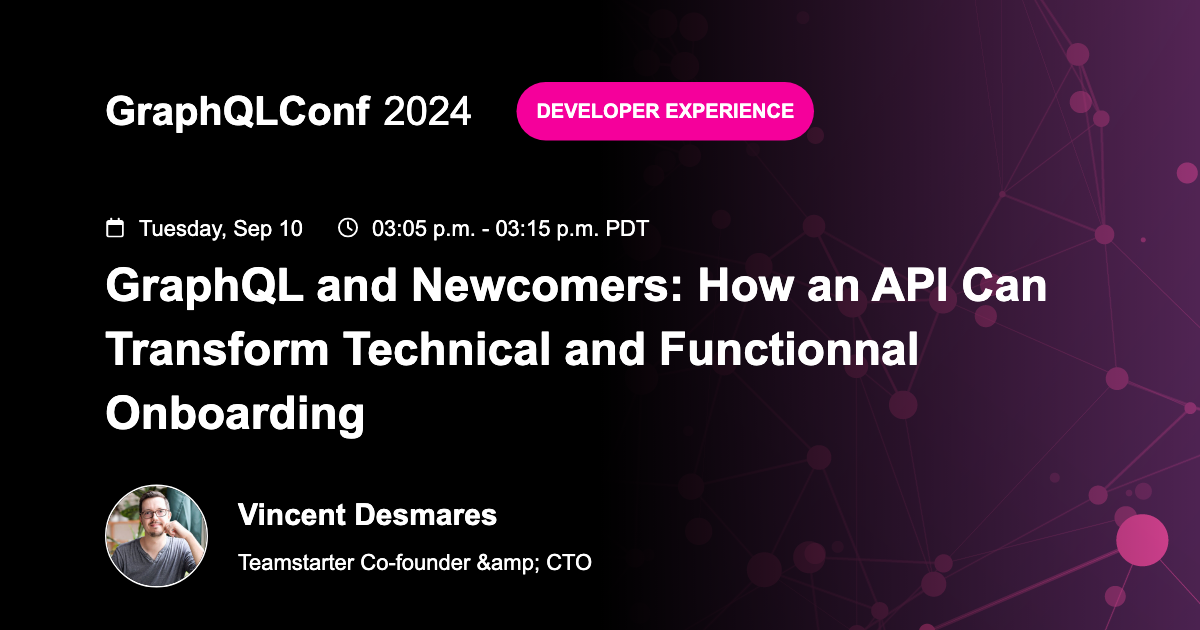 GraphQLConf 2024 DEVELOPER EXPERIENCE
Tuesday, Sep 10 03:05 p.m. - 03:15 p.m. PDT
GraphQL and Newcomers: How an API Can
Transform Technical and Functionnal
Onboarding
Vincent Desmares
Teamstarter Co-founder &amp; CTO